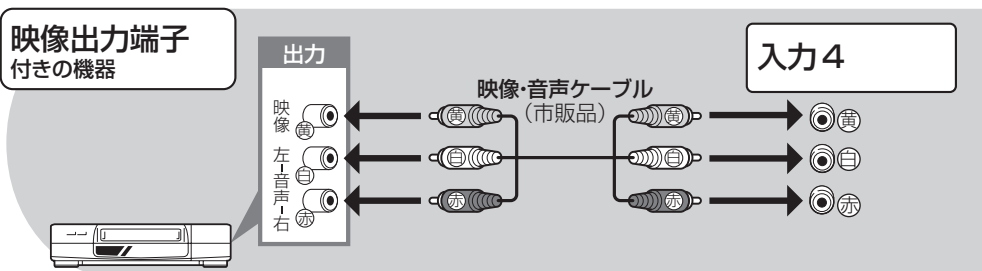 映像出力端子
付きの機器
出力
映像
黄
左-音声-右
白
赤
映像・音声ケーブル
(市販品)
黄
白
赤
黄
白
赤
入力4
黄
白
赤